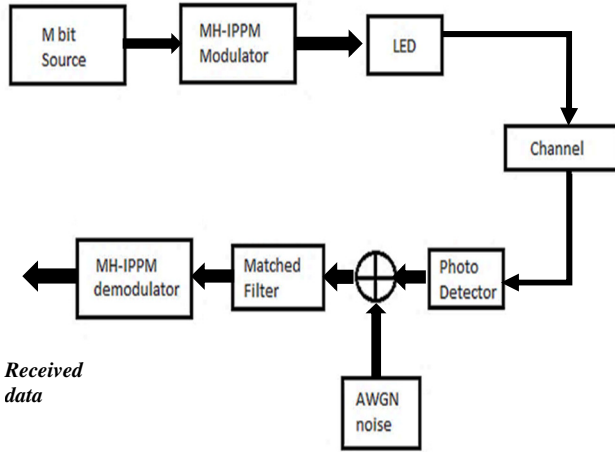 M bit
Source
MH-IPPM
Modulator
LED
Channel
Photo
Detector
Matched
Filter
MH-IPPM
demodulator
Received
data
AWGN
noise